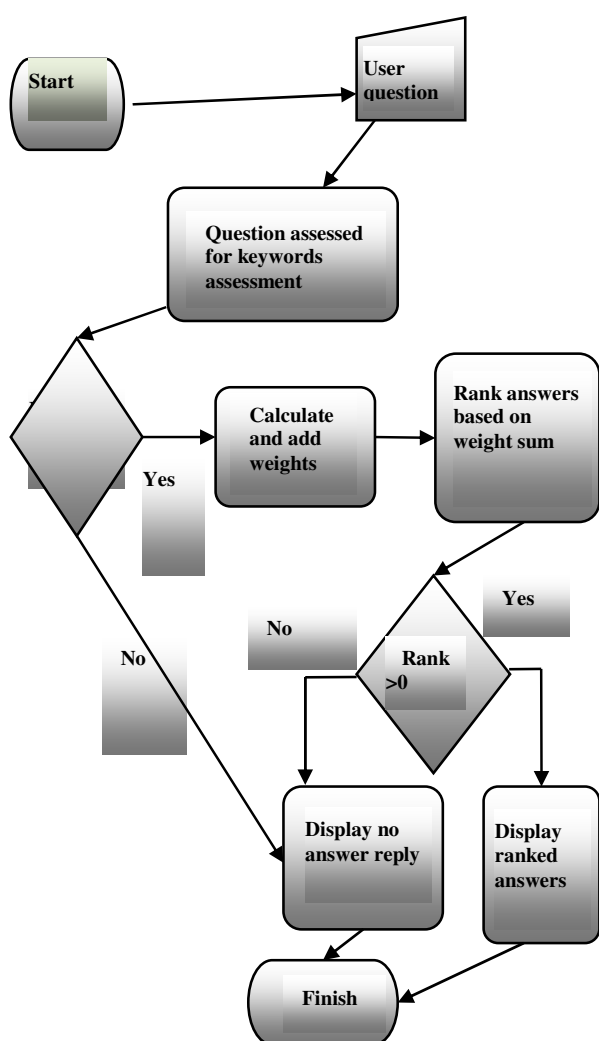 Start
User
question
Question assessed
for keywords
assessment
Calculate
and add
weights
Rank answers
based on
weight sum
Yes
No
No
Yes
Rank
>0
Display no
answer reply
Display
ranked
answers
Finish